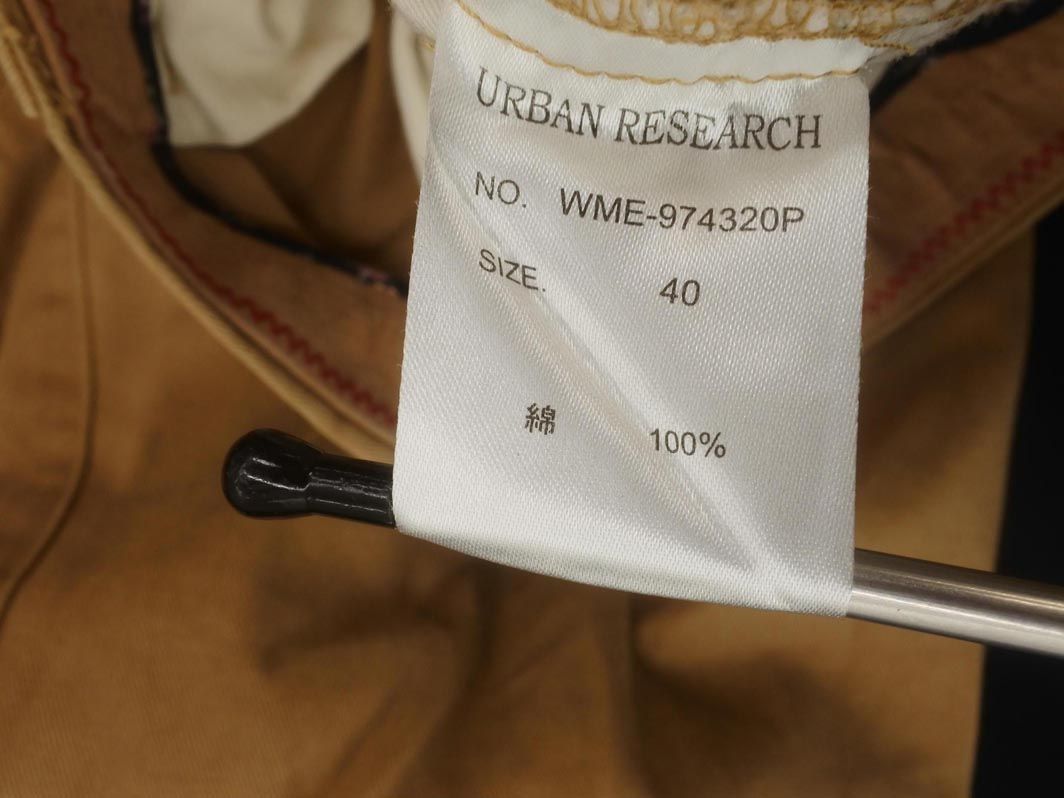 URBAN RESEARCH
NO. WME-974320P
SIZE. 40
綿 100%